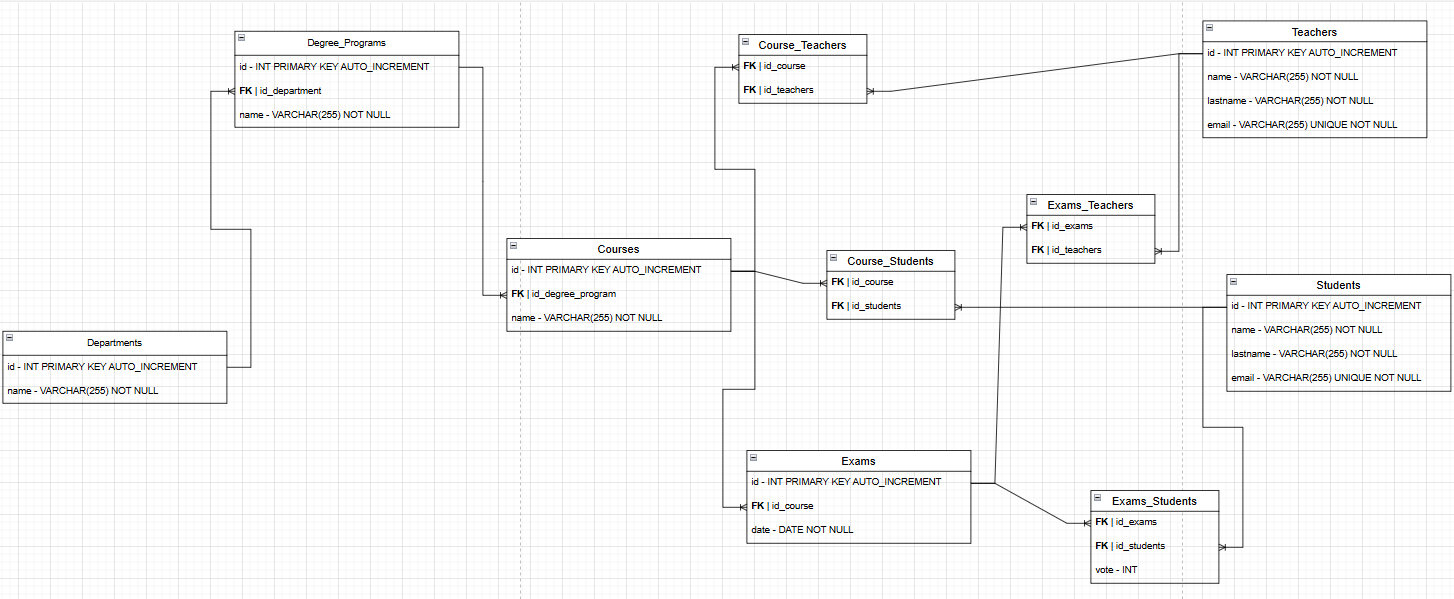 Degree_Programs
id - INT PRIMARY KEY AUTO_INCREMENT
FK | id_department
name - VARCHAR(255) NOT NULL
Course_Teachers
FK | id_course
FK | id_teachers
Teachers
id - INT PRIMARY KEY AUTO_INCREMENT
name - VARCHAR(255) NOT NULL
lastname - VARCHAR(255) NOT NULL
email - VARCHAR(255) UNIQUE NOT NULL
Exams_Teachers
FK | id_exams
FK | id_teachers
Courses
id - INT PRIMARY KEY AUTO_INCREMENT
FK | id_degree_program
name - VARCHAR(255) NOT NULL
Course_Students
FK | id_course
FK | id_students
Students
id - INT PRIMARY KEY AUTO_INCREMENT
name - VARCHAR(255) NOT NULL
lastname - VARCHAR(255) NOT NULL
email - VARCHAR(255) UNIQUE NOT NULL
Departments
id - INT PRIMARY KEY AUTO_INCREMENT
name - VARCHAR(255) NOT NULL
Exams
id - INT PRIMARY KEY AUTO_INCREMENT
FK | id_course
date - DATE NOT NULL
Exams_Students
FK | id_exams
FK | id_students
vote - INT